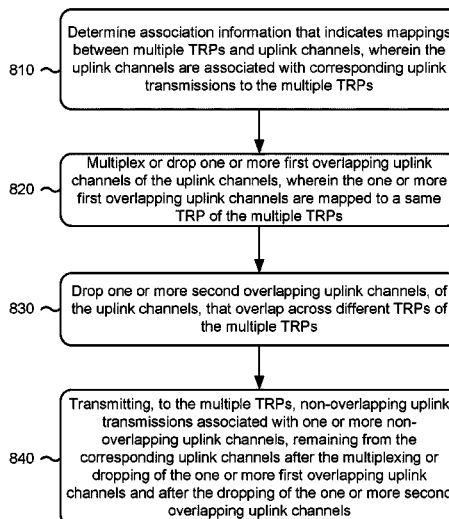 810
Determine association information that indicates mappings
between multiple TRPs and uplink channels, wherein the
uplink channels are associated with corresponding uplink
transmissions to the multiple TRPs
820
Multiplex or drop one or more first overlapping uplink
channels of the uplink channels, wherein the one or more
first overlapping uplink channels are mapped to a same
TRP of the multiple TRPs
830
Drop one or more second overlapping uplink channels, of
the uplink channels, that overlap across different TRPs of
the multiple TRPs
840
Transmitting, to the multiple TRPs, non-overlapping uplink
transmissions associated with one or more non-
overlapping uplink channels, remaining from the
corresponding uplink channels after the multiplexing or
dropping of the one or more first overlapping uplink
channels and after the dropping of the one or more second
overlapping uplink channels